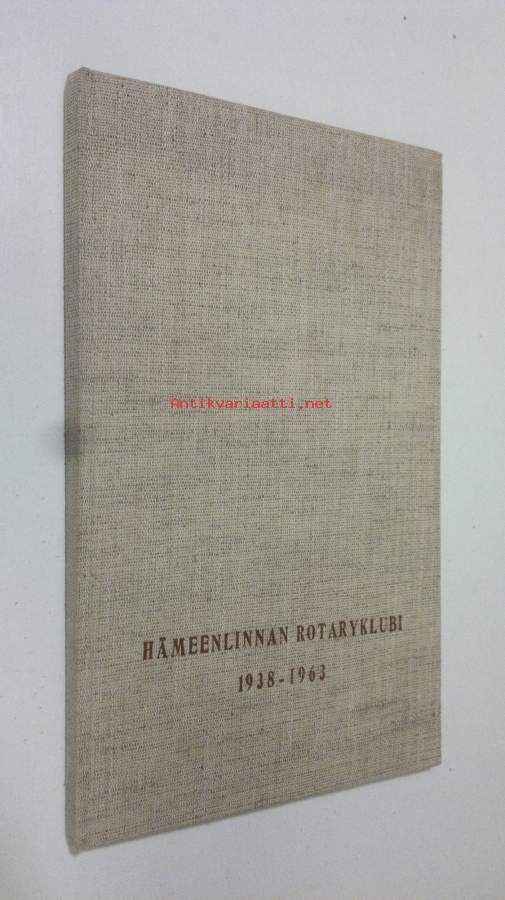 Antikvariaatti.net
HÄMEENLINNAN ROTARYKLUBI
1938-1963